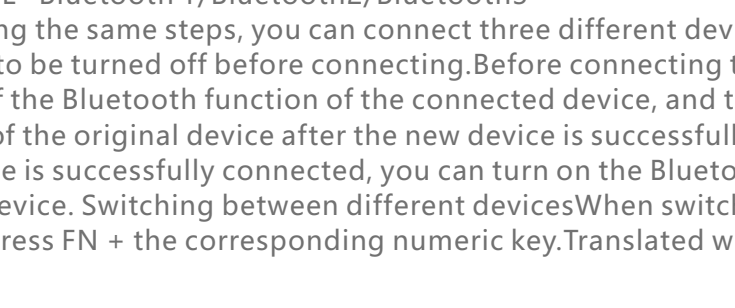 Bluetooth 1/Bluetooth2/Bluetooth3
ng the same steps, you can connect three different dev
to be turned off before connecting.Before connecting t
f the Bluetooth function of the connected device, and t
of the original device after the new device is successfull
e is successfully connected, you can turn on the Blueto
evice. Switching between different devicesWhen switch
ress FN + the corresponding numeric key.Translated w